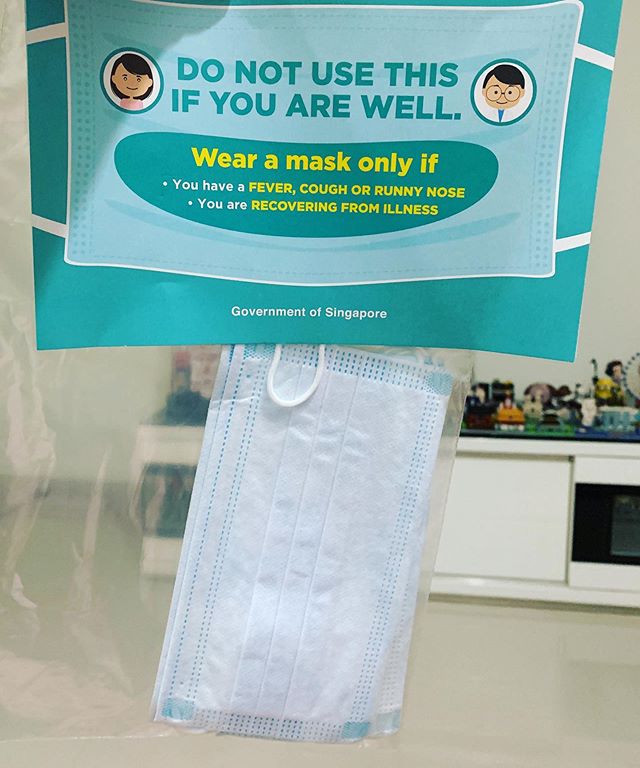 DO NOT USE THIS
IF YOU ARE WELL.
Wear a mask only if
• You have a FEVER, COUGH OR RUNNY NOSE
• You are RECOVERING FROM ILLNESS
Government of Singapore